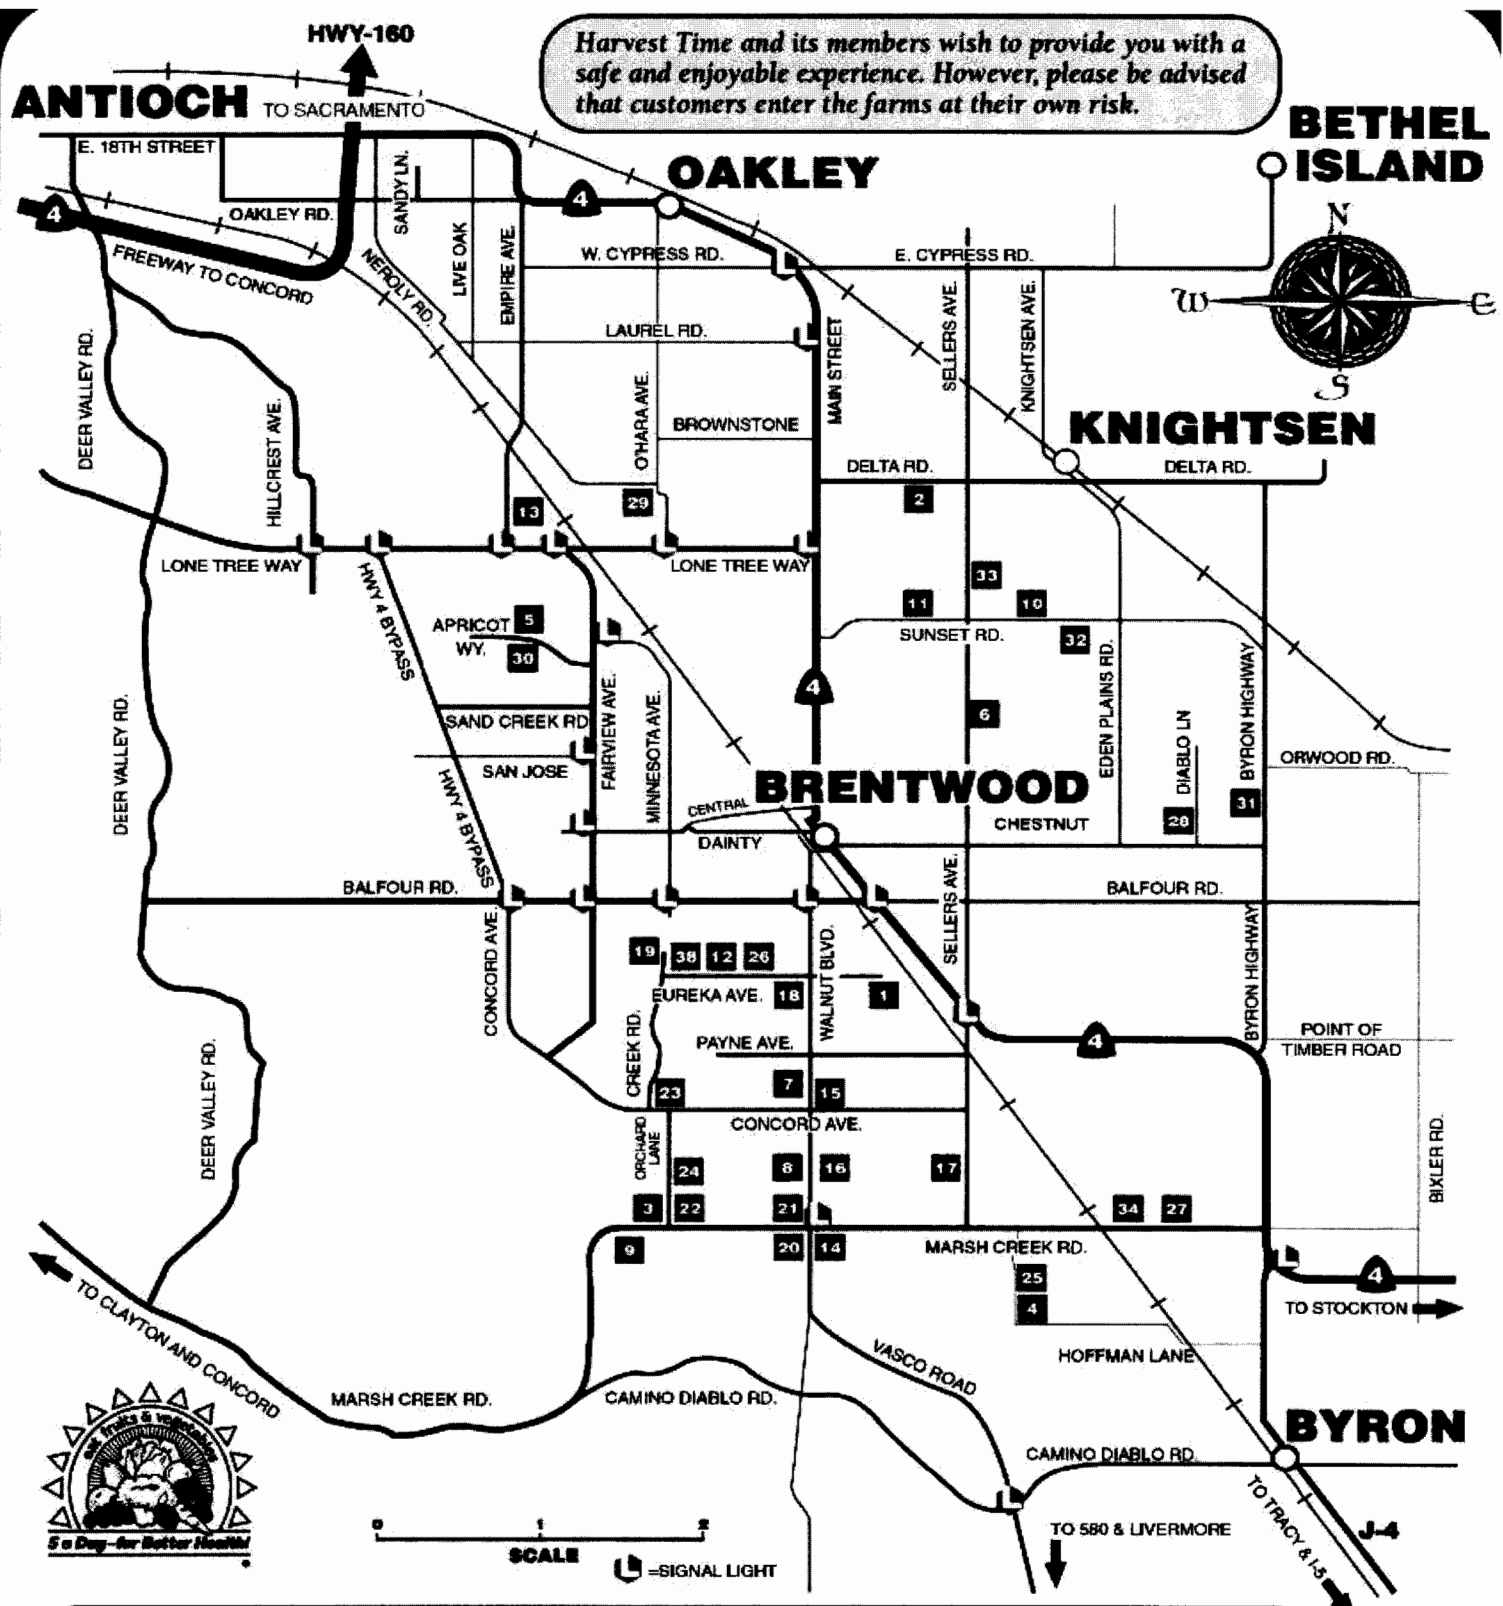 HWY-160
Harvest Time and its members wish to provide you with a
safe and enjoyable experience. However, please be advised
that customers enter the farms at their own risk.
ANTIOCH
TO SACRAMENTO
BETHEL
ISLAND
E. 18TH STREET
OAKLEY
4
4
OAKLEY RD.
SANDY LN.
FREEWAY TO CONCORD
NEROLY RD.
LIVE OAK
EMPIRE AVE.
W. CYPRESS RD.
E. CYPRESS RD.
N
W
E
S
LAUREL RD.
MAIN STREET
SELLERS AVE.
KNIGHTSEN AVE.
DEER VALLEY RD.
HILLCREST AVE.
O'HARA AVE.
BROWNSTONE
KNIGHTSEN
DELTA RD.
DELTA RD.
13
29
2
LONE TREE WAY
LONE TREE WAY
HWY 4 BYPASS
33
11
10
APRICOT
WY.
5
30
SUNSET RD.
32
4
6
SAND CREEK RD
SAN JOSE
FAIRVIEW AVE.
MINNESOTA AVE.
EDEN PLAINS RD.
DIABLO LN
BYRON HIGHWAY
ORWOOD RD.
DEER VALLEY RD.
HWY 4 BYPASS
BRENTWOOD
CENTRAL
DAINTY
CHESTNUT
28
31
BALFOUR RD.
BALFOUR RD.
CONCORD AVE.
SELLERS AVE.
BYRON HIGHWAY
19
38
12
26
EUREKA AVE.
18
WALNUT BLVD.
1
CREEK RD.
PAYNE AVE.
4
POINT OF
TIMBER ROAD
DEER VALLEY RD.
23
7
15
CONCORD AVE.
ORCHARD
LANE
24
8
16
17
BIXLER RD.
3
22
21
34
27
9
20
14
MARSH CREEK RD.
25
4
4
TO STOCKTON
TO CLAYTON AND CONCORD
VASCO ROAD
HOFFMAN LANE
MARSH CREEK RD.
CAMINO DIABLO RD.
BYRON
CAMINO DIABLO RD.
eat fruits & vegetables
5 a Day-for Better Health!
0
1
2
SCALE
=SIGNAL LIGHT
TO 580 & LIVERMORE
TO TRACY & I-5
J-4